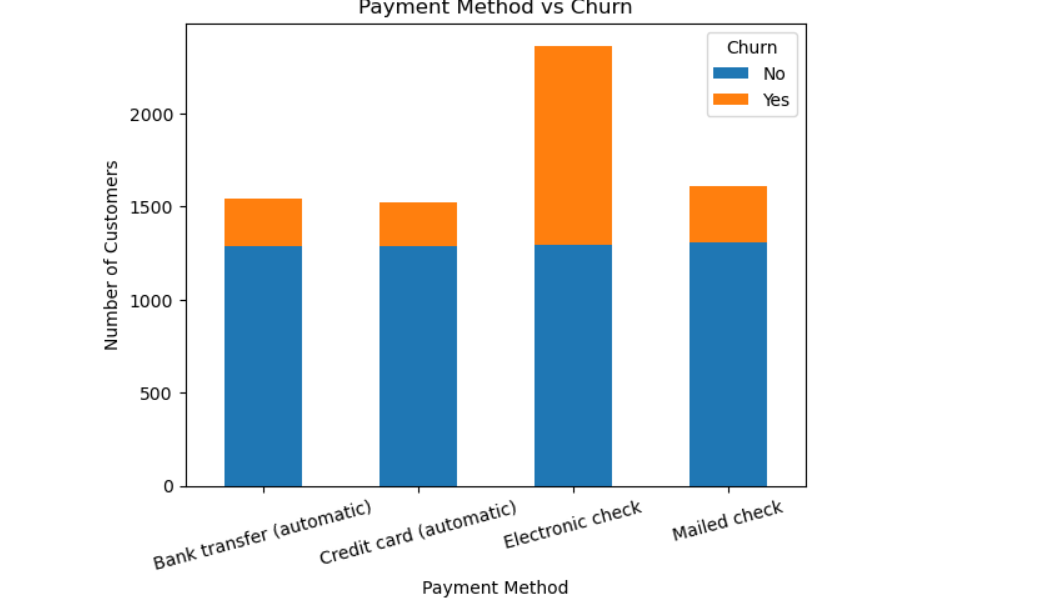 Payment Method vs Churn
Churn
No
Yes
2000
1500
1000
500
0
Number of Customers
Bank transfer (automatic)
Credit card (automatic)
Electronic check
Mailed check
Payment Method